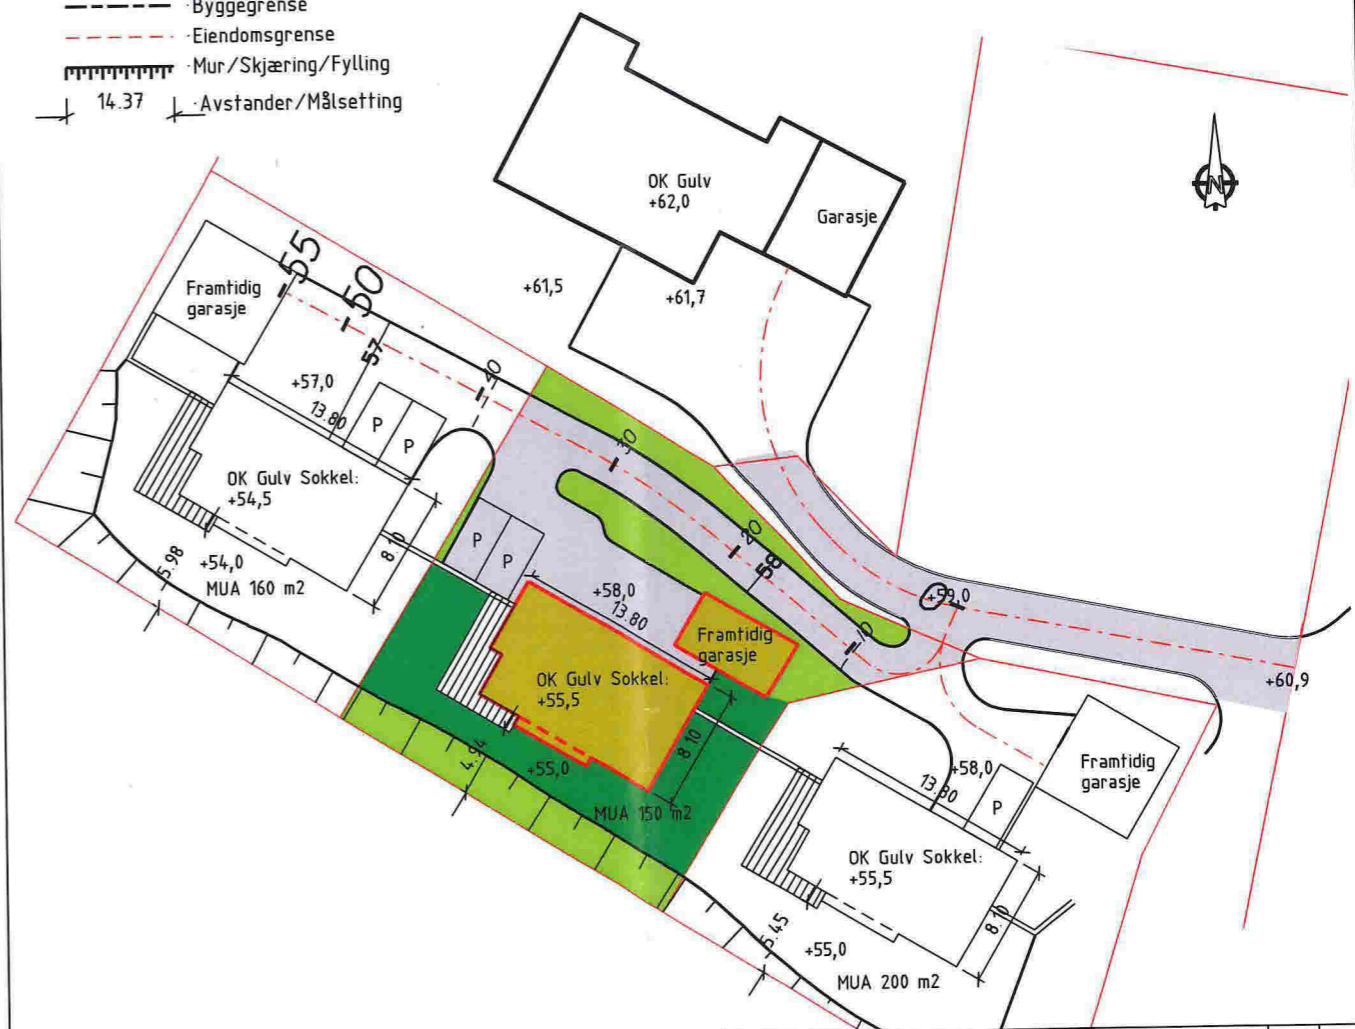 Byggegrense
Eiendomsgrense
Mur/Skjæring/Fylling
14.37
Avstander/Målsetting
N
OK Gulv
+62,0
Garasje
+61,5
+61,7
55
50
Framtidig
garasje
57
40
+57,0
13.80
P
P
OK Gulv Sokkel:
+54,5
8.10
5.98
+54,0
MUA 160 m2
30
20
58
10
0
+59,0
+60,9
P
P
+58,0
13.80
Framtidig
garasje
OK Gulv Sokkel:
+55,5
8.10
4.94
+55,0
MUA 150 m2
+58,0
13.80
P
Framtidig
garasje
OK Gulv Sokkel:
+55,5
8.10
5.45
+55,0
MUA 200 m2